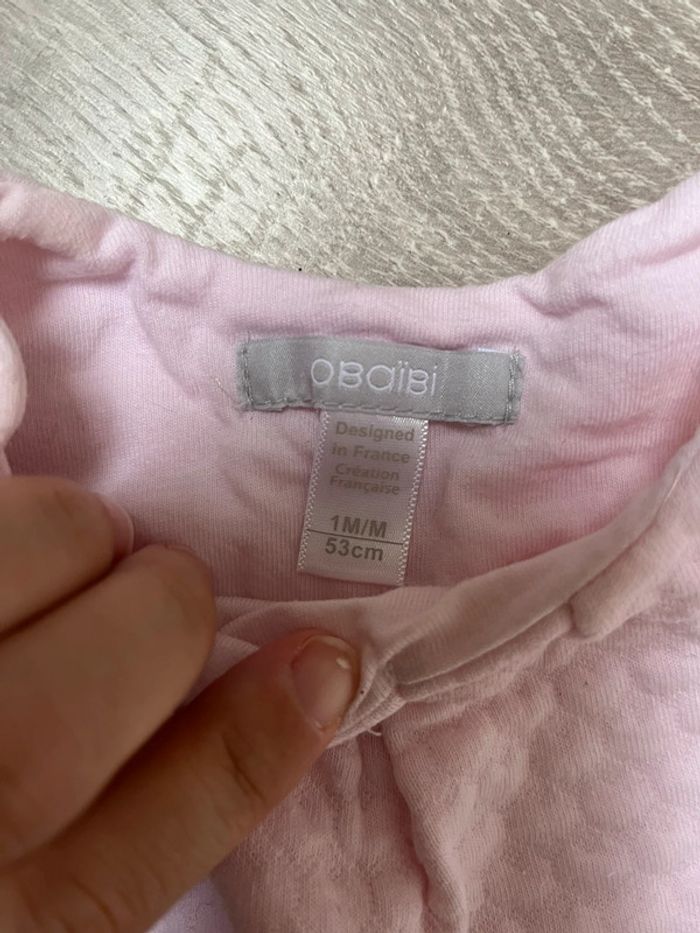 OBaïBi
Designed
in France
Création
Française
1M/M
53cm